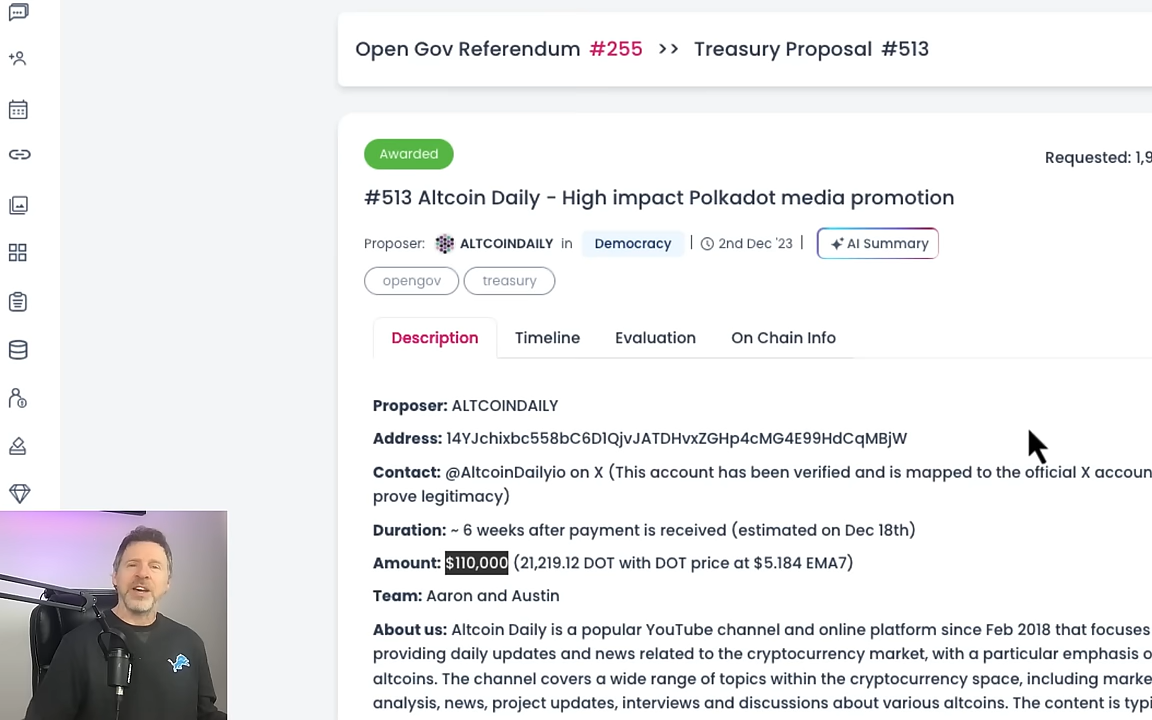 Open Gov Referendum #255 >> Treasury Proposal #513
Awarded
Requested: 1,9
#513 Altcoin Daily - High impact Polkadot media promotion
Proposer: ALTCOINDAILY in Democracy | 2nd Dec '23 | AI Summary
opengov treasury
Description Timeline Evaluation On Chain Info
Proposer: ALTCOINDAILY
Address: 14YJchixbc558bC6D1QjvJATDHvxZGHp4cMG4E99HdCqMBjW
Contact: @AltcoinDailyio on X (This account has been verified and is mapped to the official X accoun
prove legitimacy)
Duration: ~ 6 weeks after payment is received (estimated on Dec 18th)
Amount: $110,000 (21,219.12 DOT with DOT price at $5.184 EMA7)
Team: Aaron and Austin
About us: Altcoin Daily is a popular YouTube channel and online platform since Feb 2018 that focuses
providing daily updates and news related to the cryptocurrency market, with a particular emphasis o
altcoins. The channel covers a wide range of topics within the cryptocurrency space, including marke
analysis, news, project updates, interviews and discussions about various altcoins. The content is typi